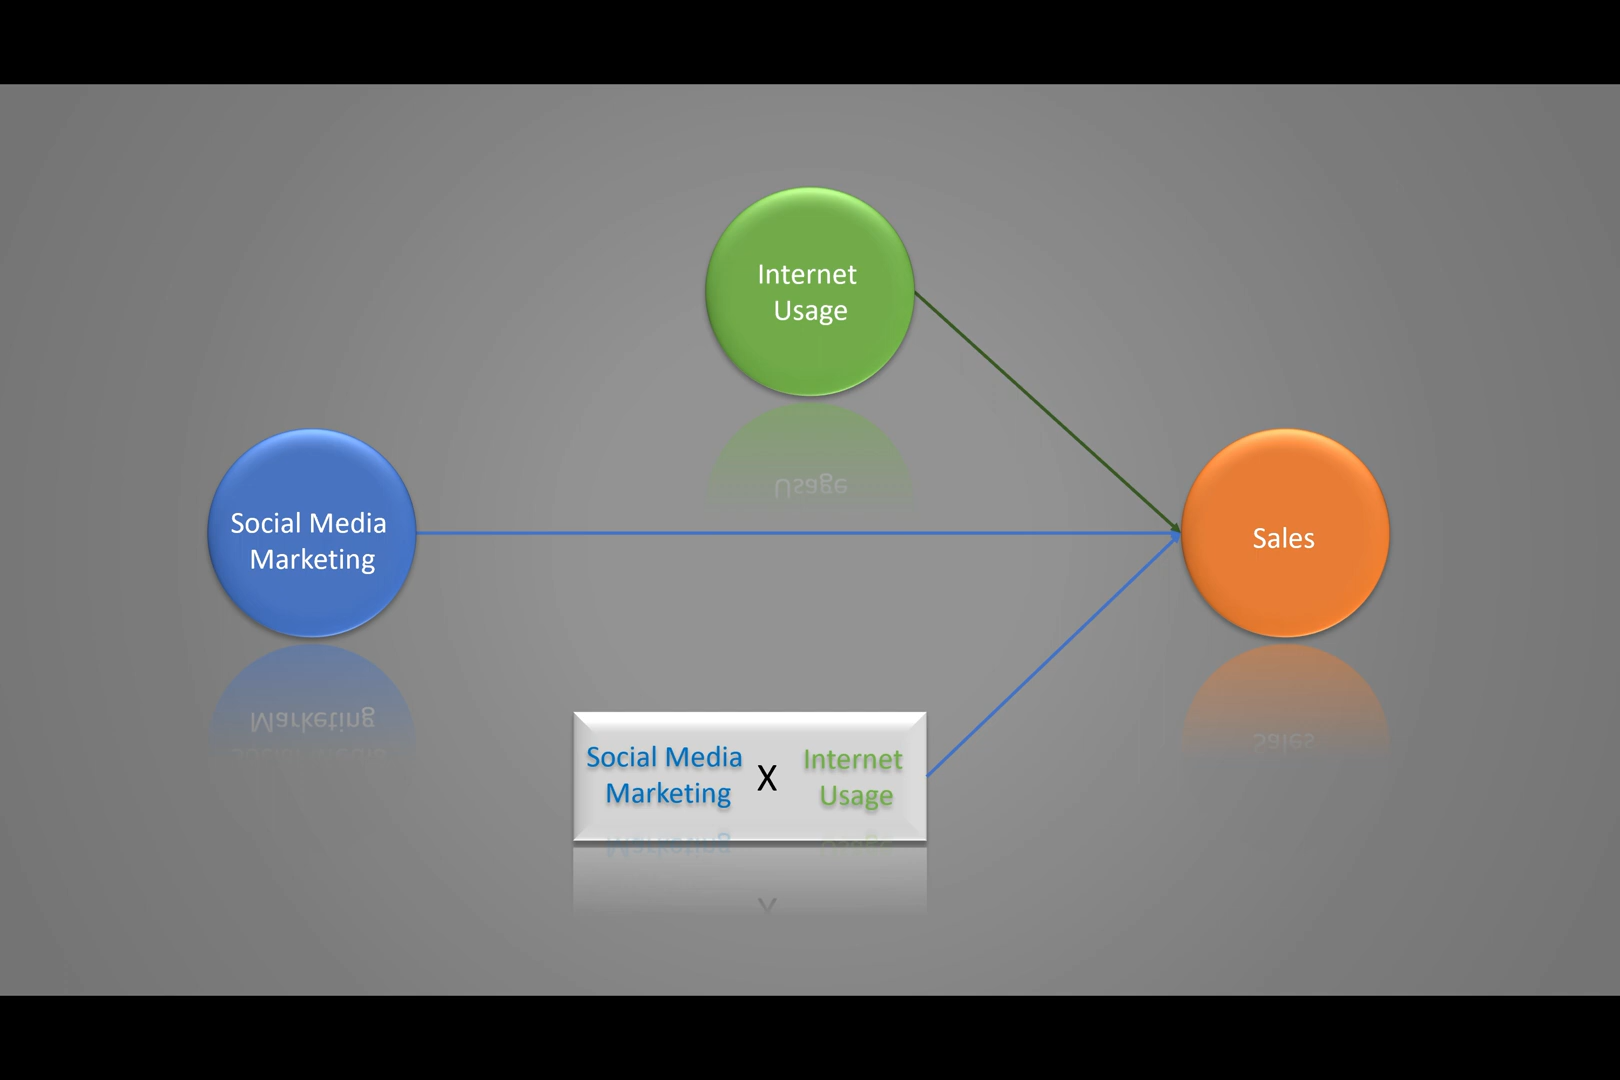 Internet
Usage
Social Media
Marketing
Sales
Social Media
Marketing
X
Internet
Usage